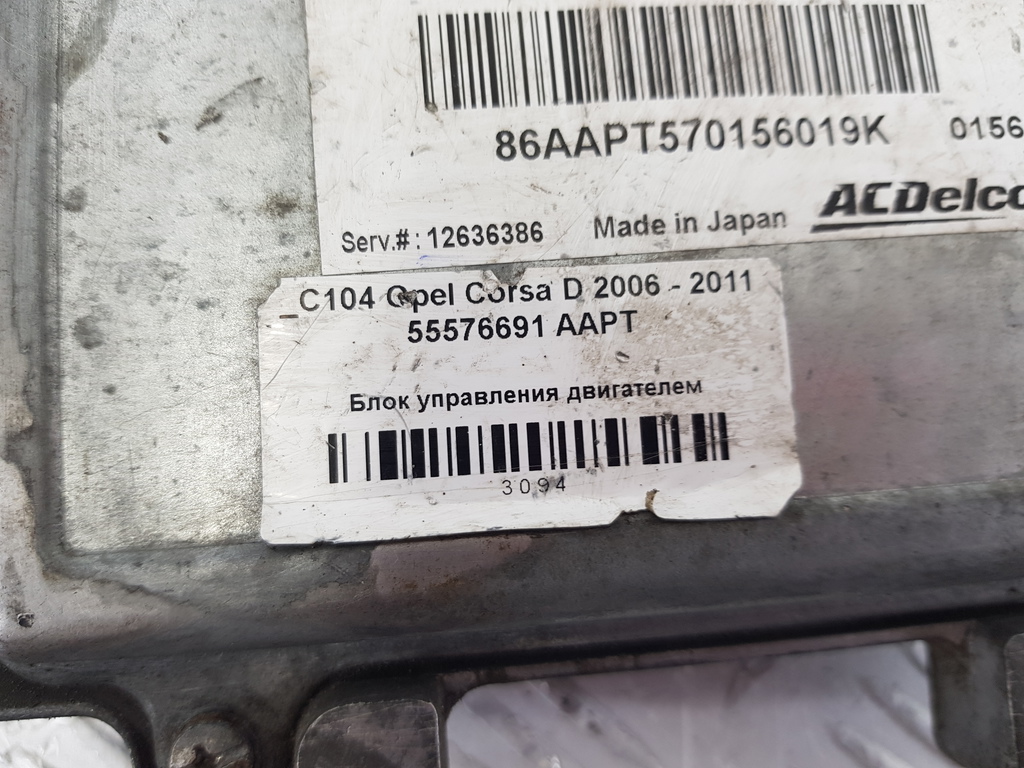 86AAPT570156019K 0156
ACDelco
Serv.#: 12636386 Made in Japan
C104 Opel Corsa D 2006 - 2011
55576691 AAPT
Блок управления двигателем
3094